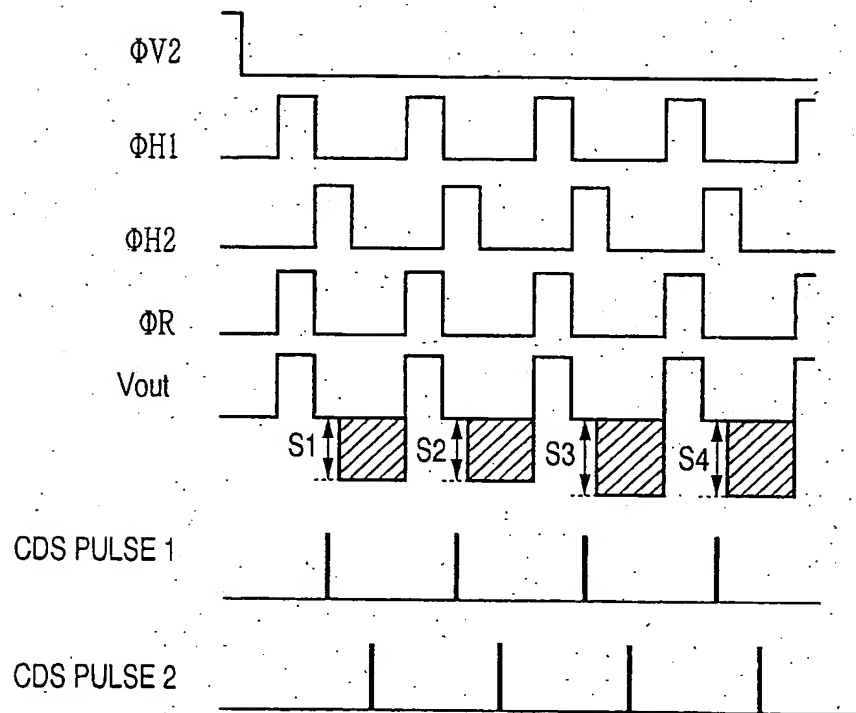 ΦV2
ΦH1
ΦH2
ΦR
Vout
S1 S2 S3 S4
CDS PULSE 1
CDS PULSE 2